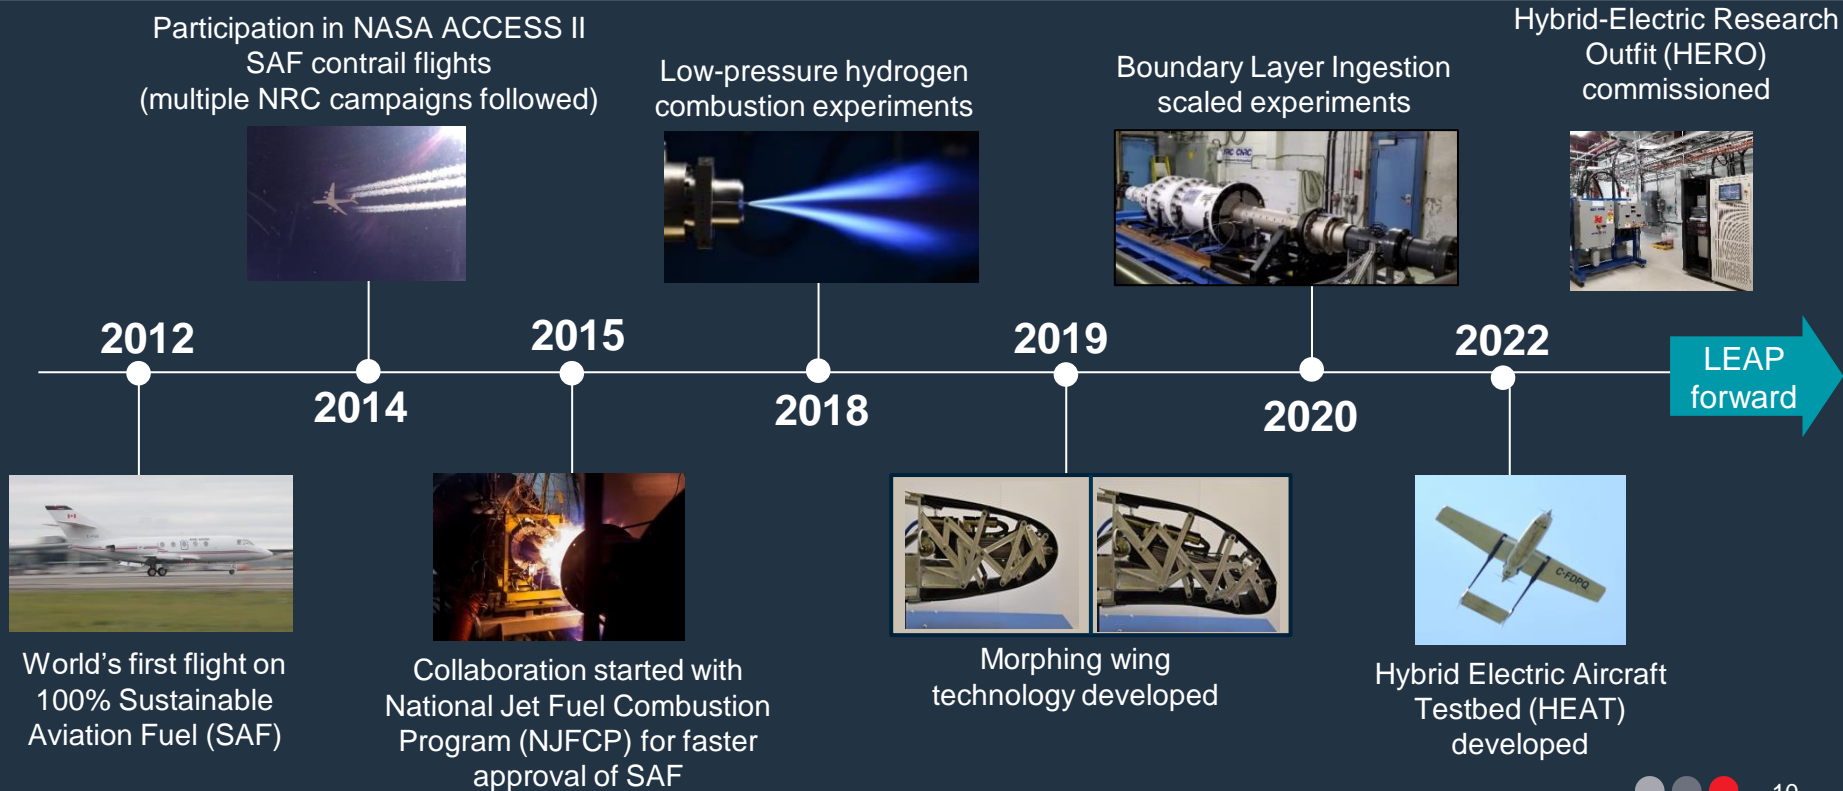 Participation in NASA ACCESS II
SAF contrail flights
(multiple NRC campaigns followed)
Low-pressure hydrogen
combustion experiments
Boundary Layer Ingestion
scaled experiments
Hybrid-Electric Research
Outfit (HERO)
commissioned
2012
2014
2015
2018
2019
2020
2022
LEAP
forward
World's first flight on
100% Sustainable
Aviation Fuel (SAF)
Collaboration started with
National Jet Fuel Combustion
Program (NJFCP) for faster
approval of SAF
Morphing wing
technology developed
C-FDPQ
Hybrid Electric Aircraft
Testbed (HEAT)
developed
10